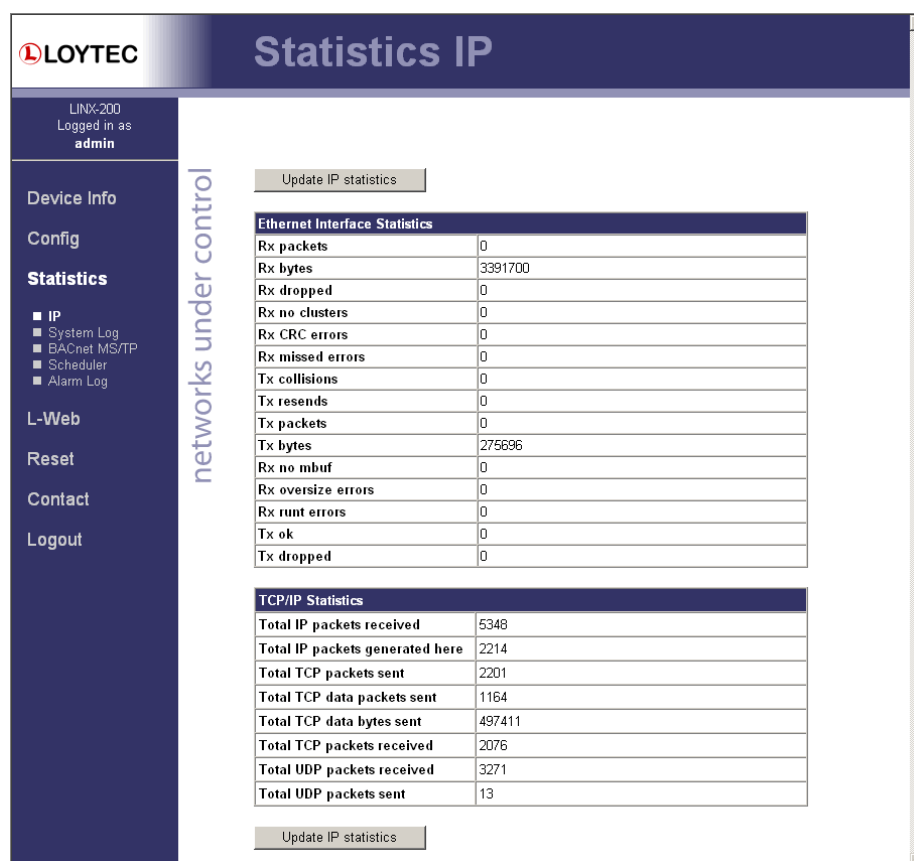 LOYTEC
Statistics IP
LINX-200
Logged in as
admin
Device Info
Config
Statistics
IP
System Log
BACnet MS/TP
Scheduler
Alarm Log
L-Web
Reset
Contact
Logout
networks under control
Update IP statistics
Ethernet Interface Statistics
Rx packets 0
Rx bytes 3391700
Rx dropped 0
Rx no clusters 0
Rx CRC errors 0
Rx missed errors 0
Tx collisions 0
Tx resends 0
Tx packets 0
Tx bytes 275696
Rx no mbuf 0
Rx oversize errors 0
Rx runt errors 0
Tx ok 0
Tx dropped 0
TCP/IP Statistics
Total IP packets received 5348
Total IP packets generated here 2214
Total TCP packets sent 2201
Total TCP data packets sent 1164
Total TCP data bytes sent 497411
Total TCP packets received 2076
Total UDP packets received 3271
Total UDP packets sent 13
Update IP statistics